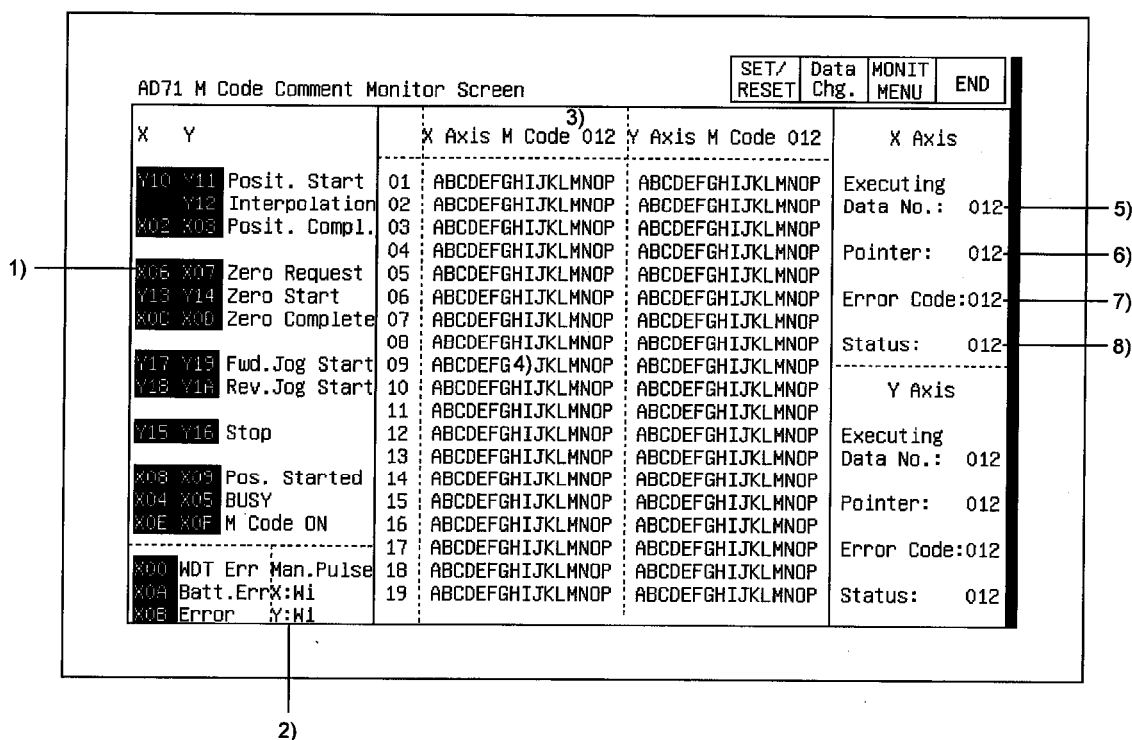 AD71 M Code Comment Monitor Screen
SET/ RESET
Data Chg.
MONIT MENU
END
X Y
3)
X Axis M Code 012 Y Axis M Code 012
X Axis
Y10 Y11 Posit. Start
Y12 Interpolation
X02 X03 Posit. Compl.
1)
X06 X07 Zero Request
Y13 Y14 Zero Start
X0C X0D Zero Complete
Y17 Y19 Fwd.Jog Start
Y18 Y1A Rev.Jog Start
Y15 Y16 Stop
X08 X09 Pos. Started
X04 X05 BUSY
X0E X0F M Code ON
X00 WDT Err Man.Pulse
X0A Batt.Err X:Wi
X0B Error Y:Wi
2)
01 ABCDEFGHIJKLMNOP ABCDEFGHIJKLMNOP
02 ABCDEFGHIJKLMNOP ABCDEFGHIJKLMNOP
03 ABCDEFGHIJKLMNOP ABCDEFGHIJKLMNOP
04 ABCDEFGHIJKLMNOP ABCDEFGHIJKLMNOP
05 ABCDEFGHIJKLMNOP ABCDEFGHIJKLMNOP
06 ABCDEFGHIJKLMNOP ABCDEFGHIJKLMNOP
07 ABCDEFGHIJKLMNOP ABCDEFGHIJKLMNOP
08 ABCDEFGHIJKLMNOP ABCDEFGHIJKLMNOP
09 ABCDEFG4)JKLMNOP ABCDEFGHIJKLMNOP
10 ABCDEFGHIJKLMNOP ABCDEFGHIJKLMNOP
11 ABCDEFGHIJKLMNOP ABCDEFGHIJKLMNOP
12 ABCDEFGHIJKLMNOP ABCDEFGHIJKLMNOP
13 ABCDEFGHIJKLMNOP ABCDEFGHIJKLMNOP
14 ABCDEFGHIJKLMNOP ABCDEFGHIJKLMNOP
15 ABCDEFGHIJKLMNOP ABCDEFGHIJKLMNOP
16 ABCDEFGHIJKLMNOP ABCDEFGHIJKLMNOP
17 ABCDEFGHIJKLMNOP ABCDEFGHIJKLMNOP
18 ABCDEFGHIJKLMNOP ABCDEFGHIJKLMNOP
19 ABCDEFGHIJKLMNOP ABCDEFGHIJKLMNOP
Executing
Data No.: 012 5)
Pointer: 012 6)
Error Code:012 7)
Status: 012 8)
Y Axis
Executing
Data No.: 012
Pointer: 012
Error Code:012
Status: 012